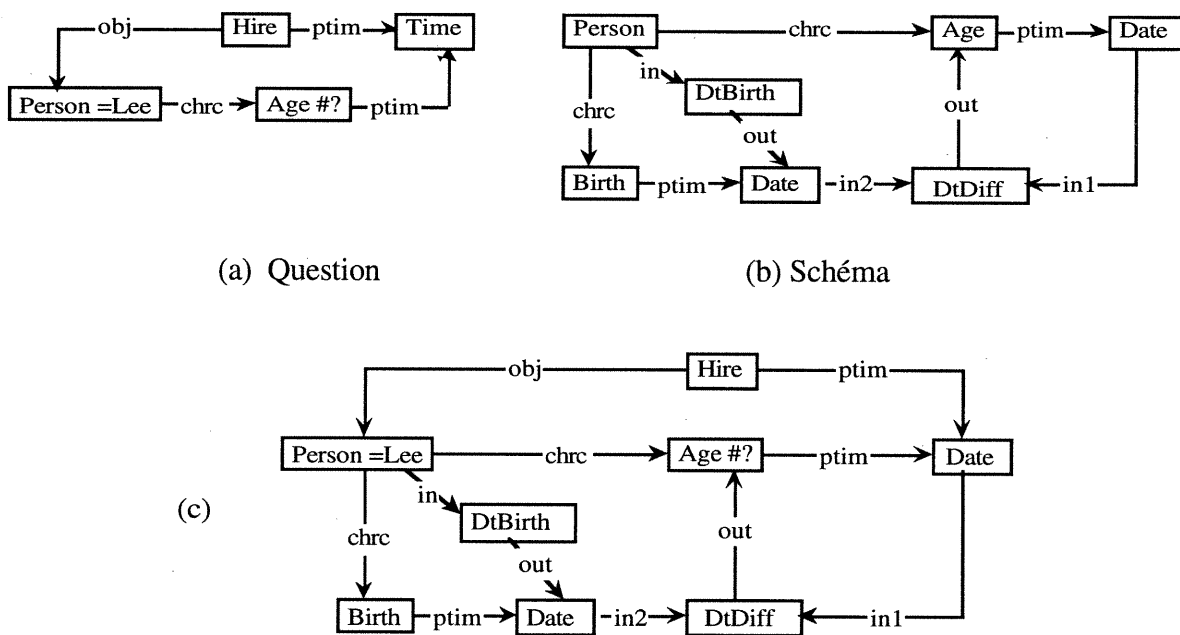 obj Hire ptim Time
Person =Lee chrc Age #? ptim
Person chrc Age ptim Date
in DtBirth
chrc out out
Birth ptim Date in2 DtDiff in1
(a) Question
(b) Schéma
obj Hire ptim
Person =Lee chrc Age #? ptim Date
(c)
in DtBirth
chrc out out
Birth ptim Date in2 DtDiff in1